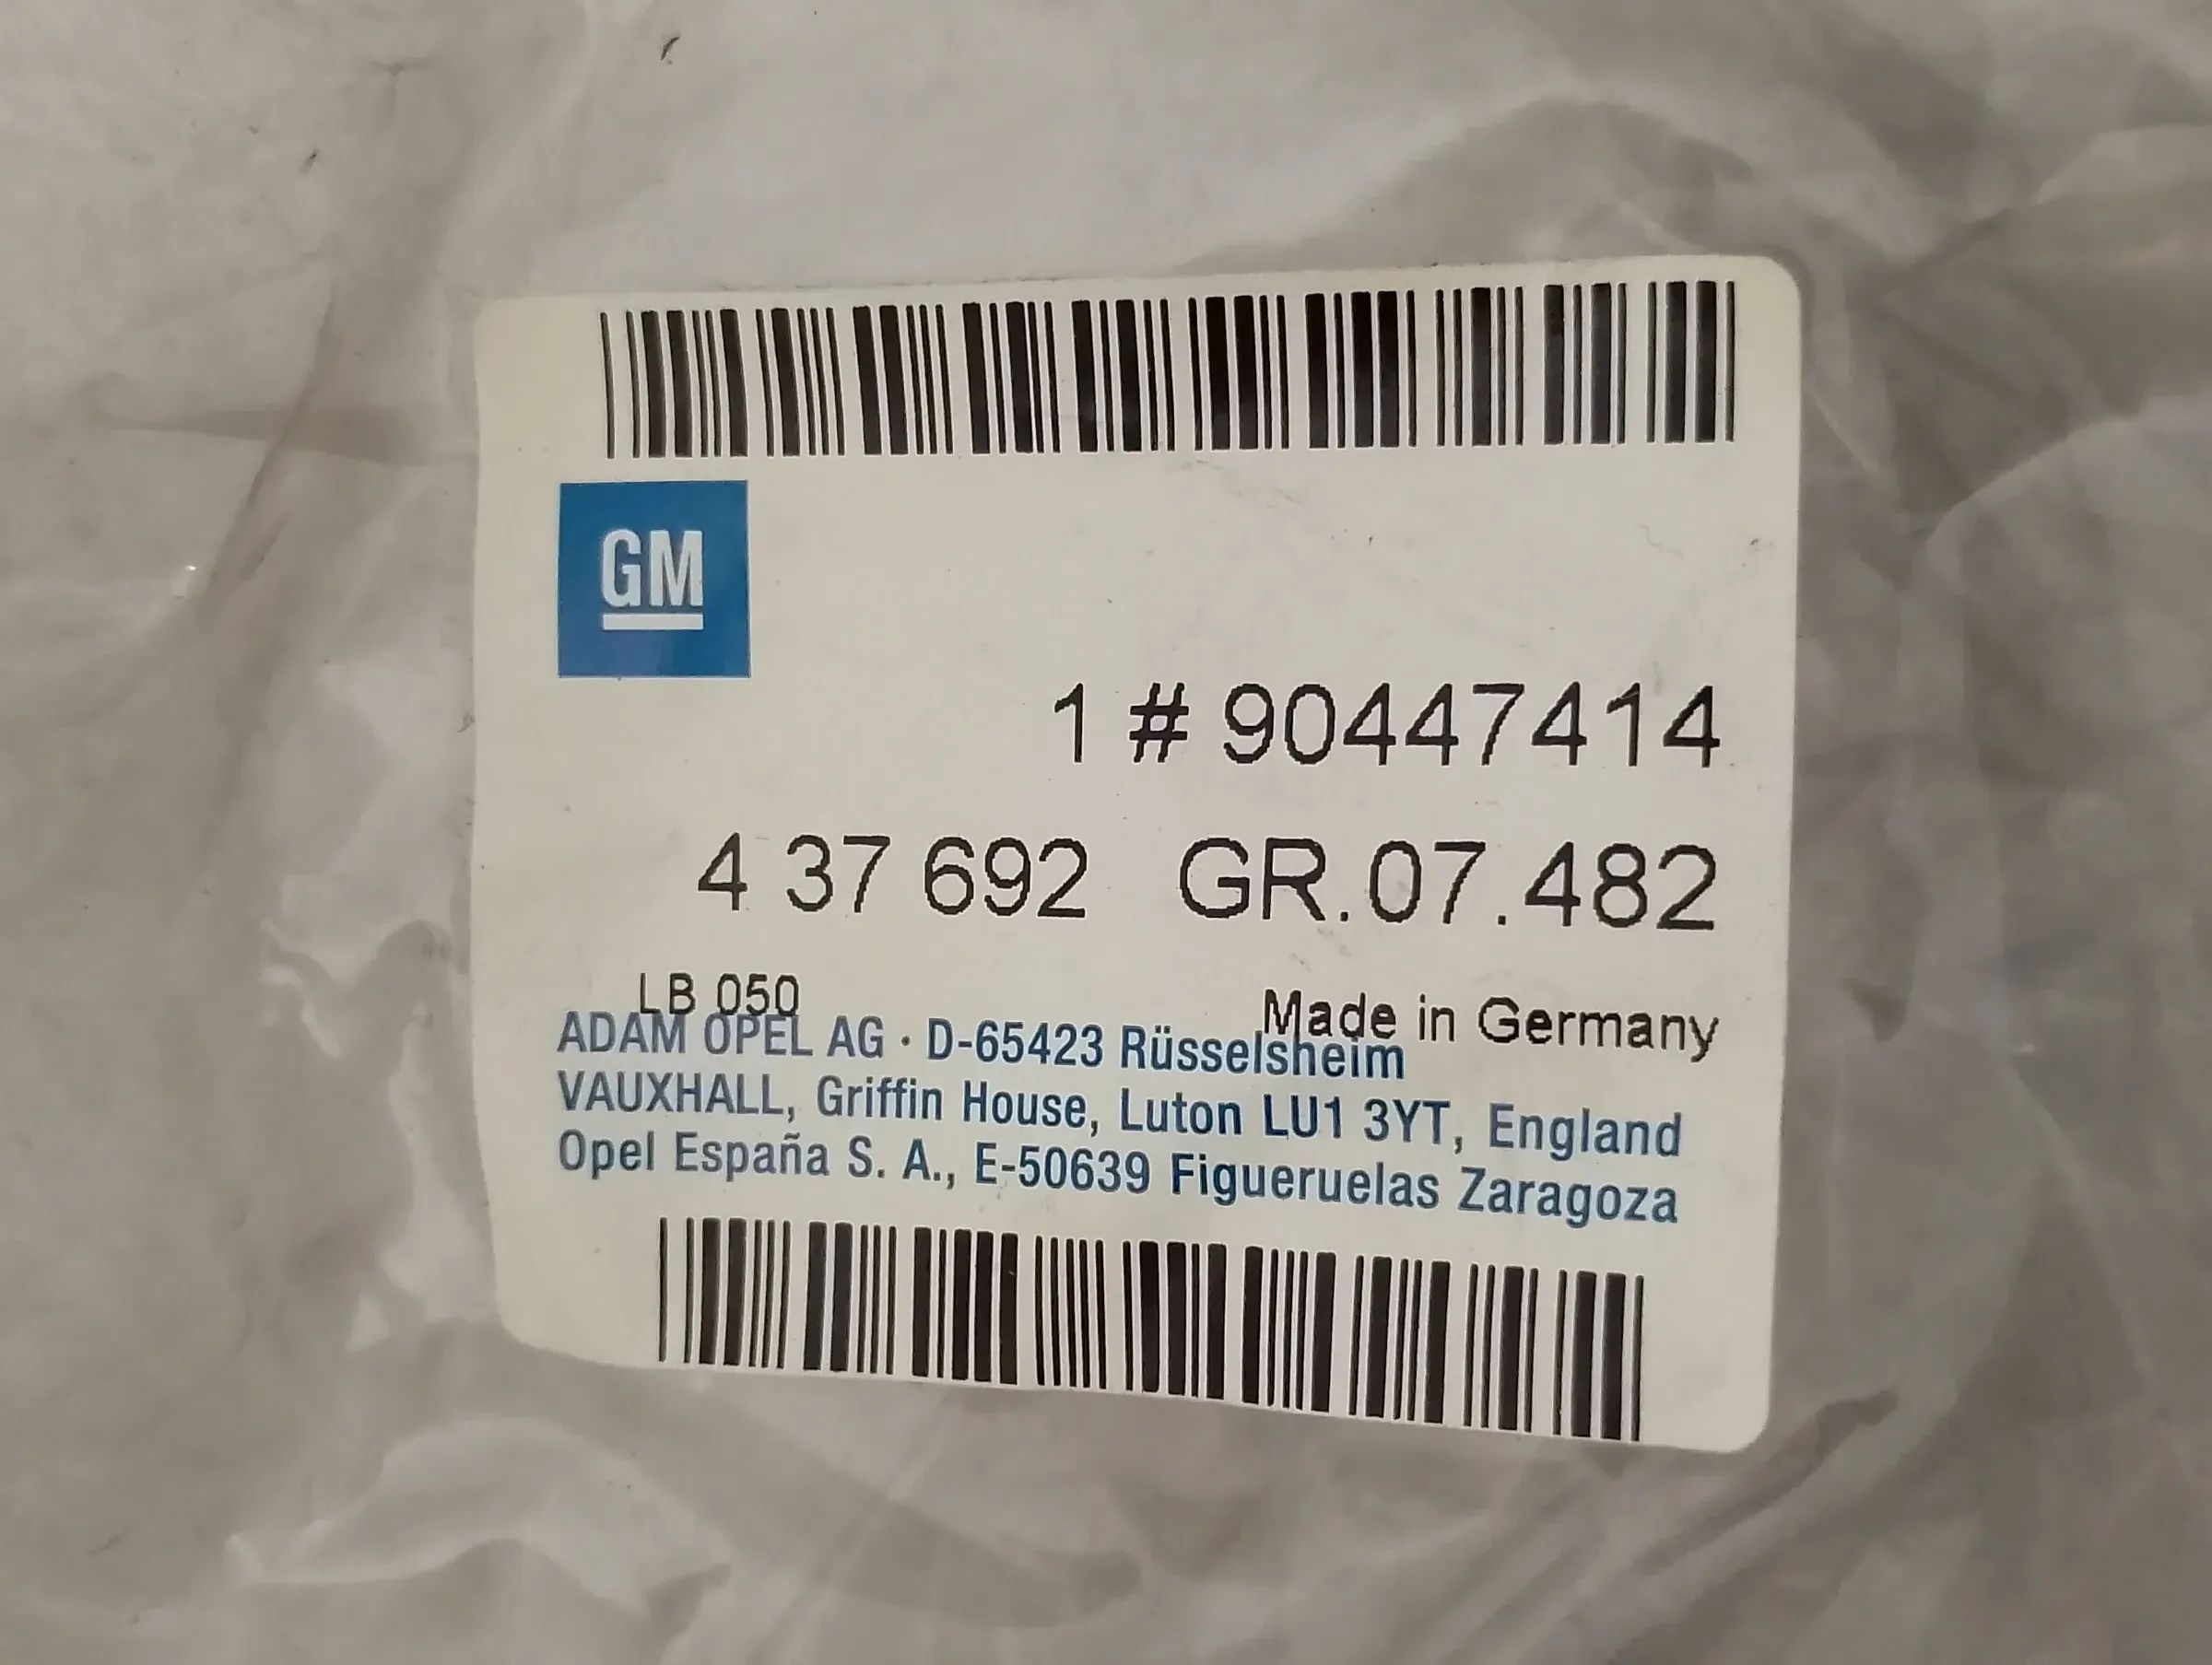 GM
1 # 90447414
4 37 692 GR.07.482
LB 050
Made in Germany
ADAM OPEL AG · D-65423 Rüsselsheim
VAUXHALL, Griffin House, Luton LU1 3YT, England
Opel España S. A., E-50639 Figueruelas Zaragoza